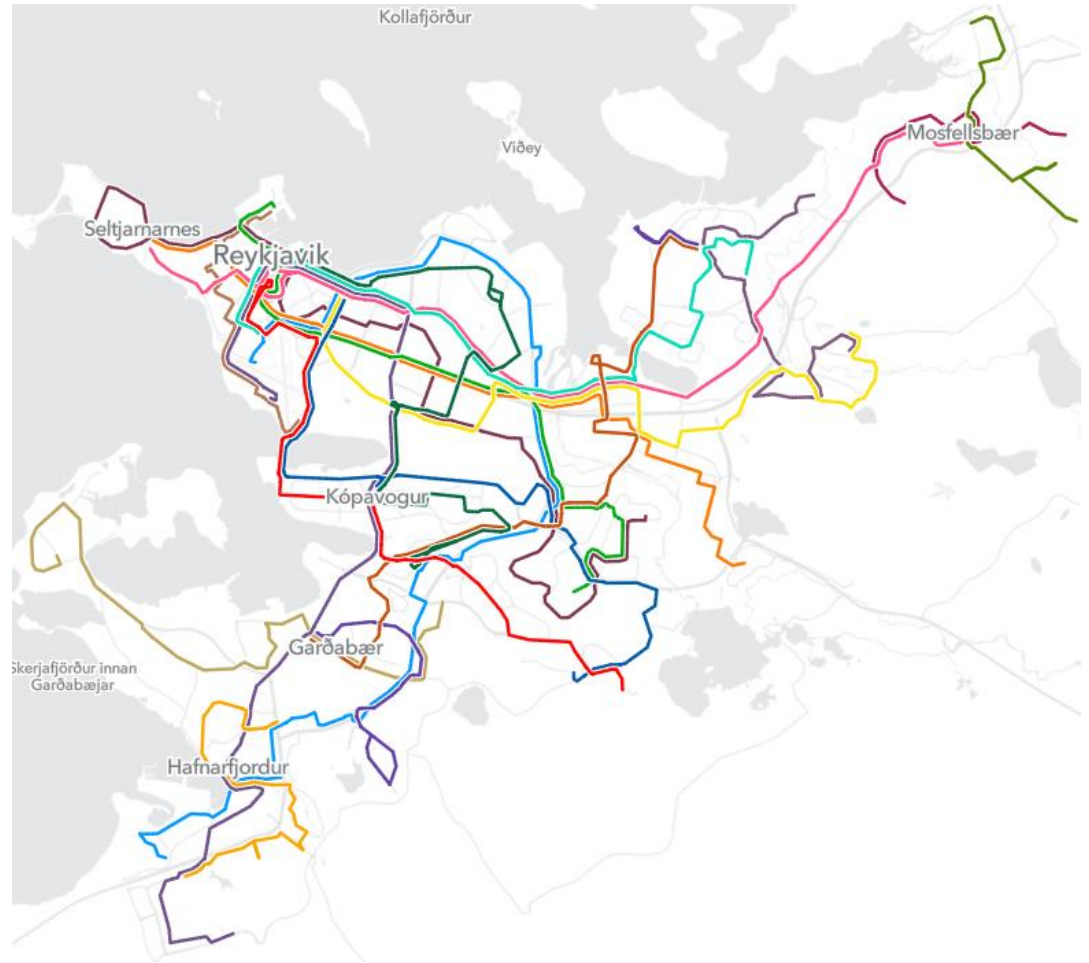 Kollafjörður
Mosfellsbær
Viðey
Seltjarnarnes
Reykjavik
Kópavogur
Garðabær
Skerjafjörður innan
Garðabæjar
Hafnarfjordur